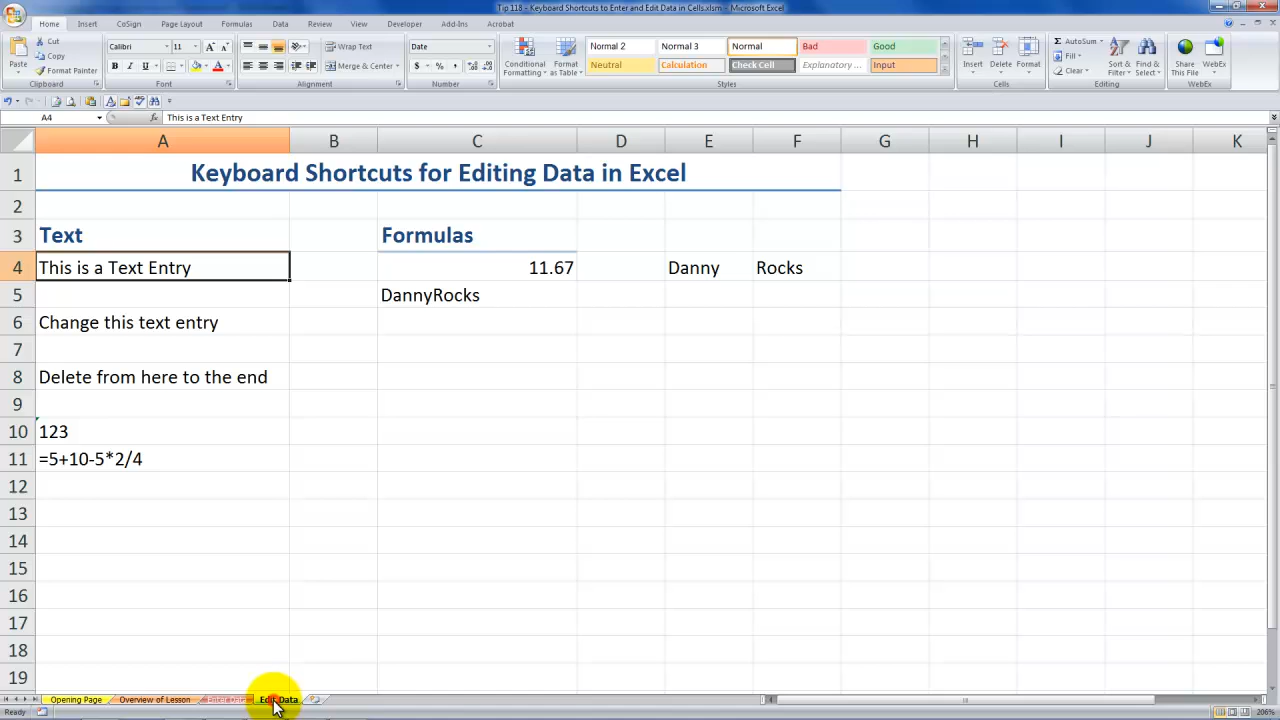 Tip 118 - Keyboard Shortcuts to Enter and Edit Data in Cells.xlsm - Microsoft Excel
Home Insert CoSign Page Layout Formulas Data Review View Developer Add-Ins Acrobat
Cut Calibri 11 Wrap Text Date Normal 2 Normal 3 Normal Bad Good AutoSum
Copy Fill
Paste Format Painter B I U Merge & Center $ % , Conditional Formatting Format as Table Neutral Calculation Check Cell Explanatory ... Input Insert Delete Format Clear Sort & Filter Find & Select Share This File WebEx
Clipboard Font Alignment Number Styles Cells Editing WebEx
A4 fx This is a Text Entry
A B C D E F G H I J K
1 Keyboard Shortcuts for Editing Data in Excel
2
3 Text Formulas
4 This is a Text Entry 11.67 Danny Rocks
5 DannyRocks
6 Change this text entry
7
8 Delete from here to the end
9
10 123
11 =5+10-5*2/4
12
13
14
15
16
17
18
19
Opening Page Overview of Lesson Enter Data Edit Data
Ready 206%